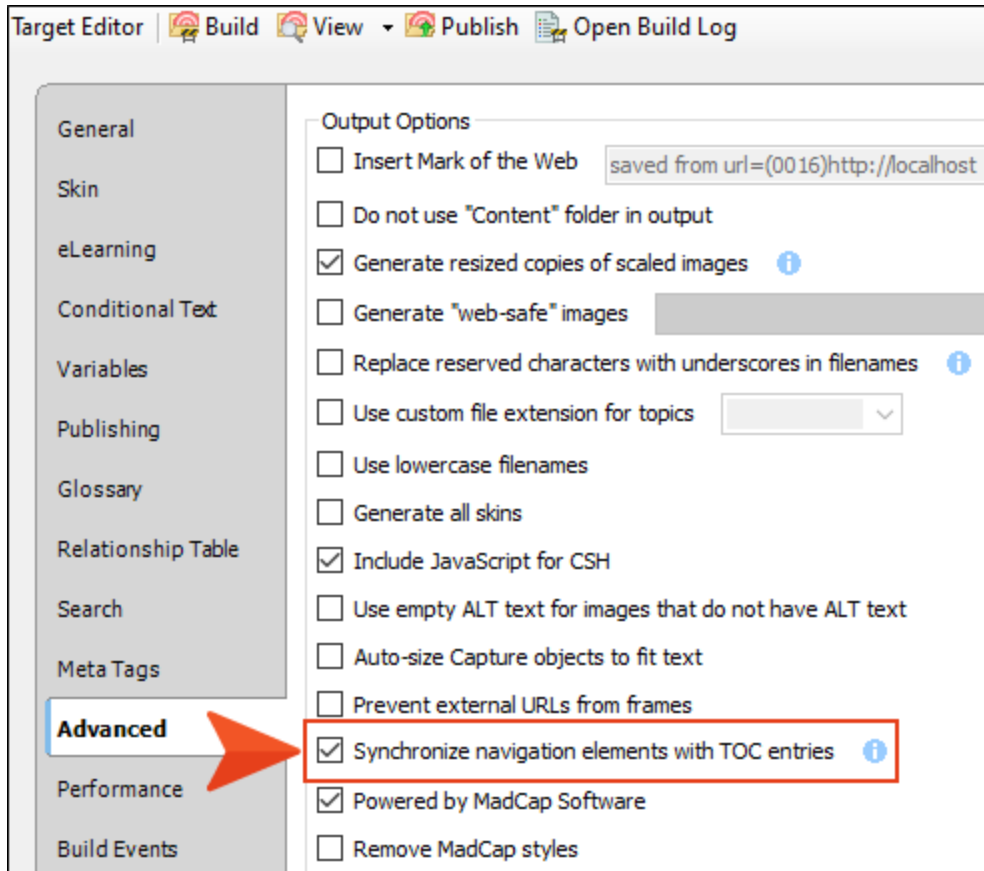 Target Editor Build View Publish Open Build Log
General
Skin
eLearning
Conditional Text
Variables
Publishing
Glossary
Relationship Table
Search
Meta Tags
Advanced
Performance
Build Events
Output Options
Insert Mark of the Web saved from url=(0016)http://localhost
Do not use "Content" folder in output
Generate resized copies of scaled images
Generate "web-safe" images
Replace reserved characters with underscores in filenames
Use custom file extension for topics
Use lowercase filenames
Generate all skins
Include JavaScript for CSH
Use empty ALT text for images that do not have ALT text
Auto-size Capture objects to fit text
Prevent external URLs from frames
Synchronize navigation elements with TOC entries
Powered by MadCap Software
Remove MadCap styles